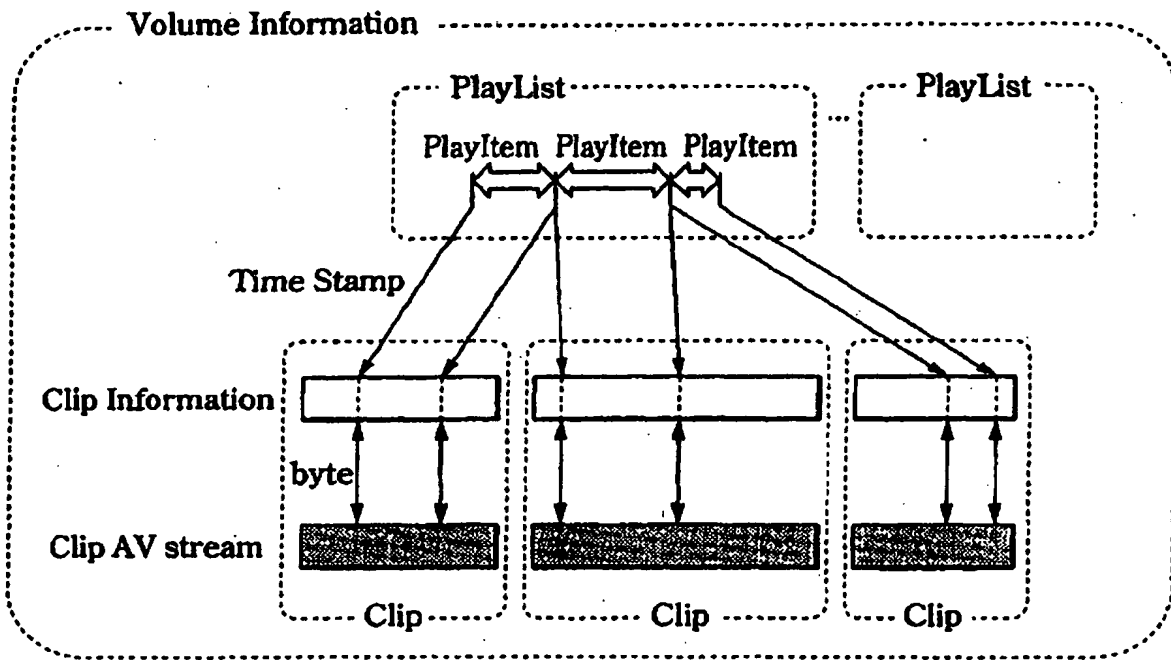 Volume Information
PlayList
PlayList
...
PlayItem PlayItem PlayItem
Time Stamp
Clip Information
byte
Clip AV stream
Clip
Clip
Clip